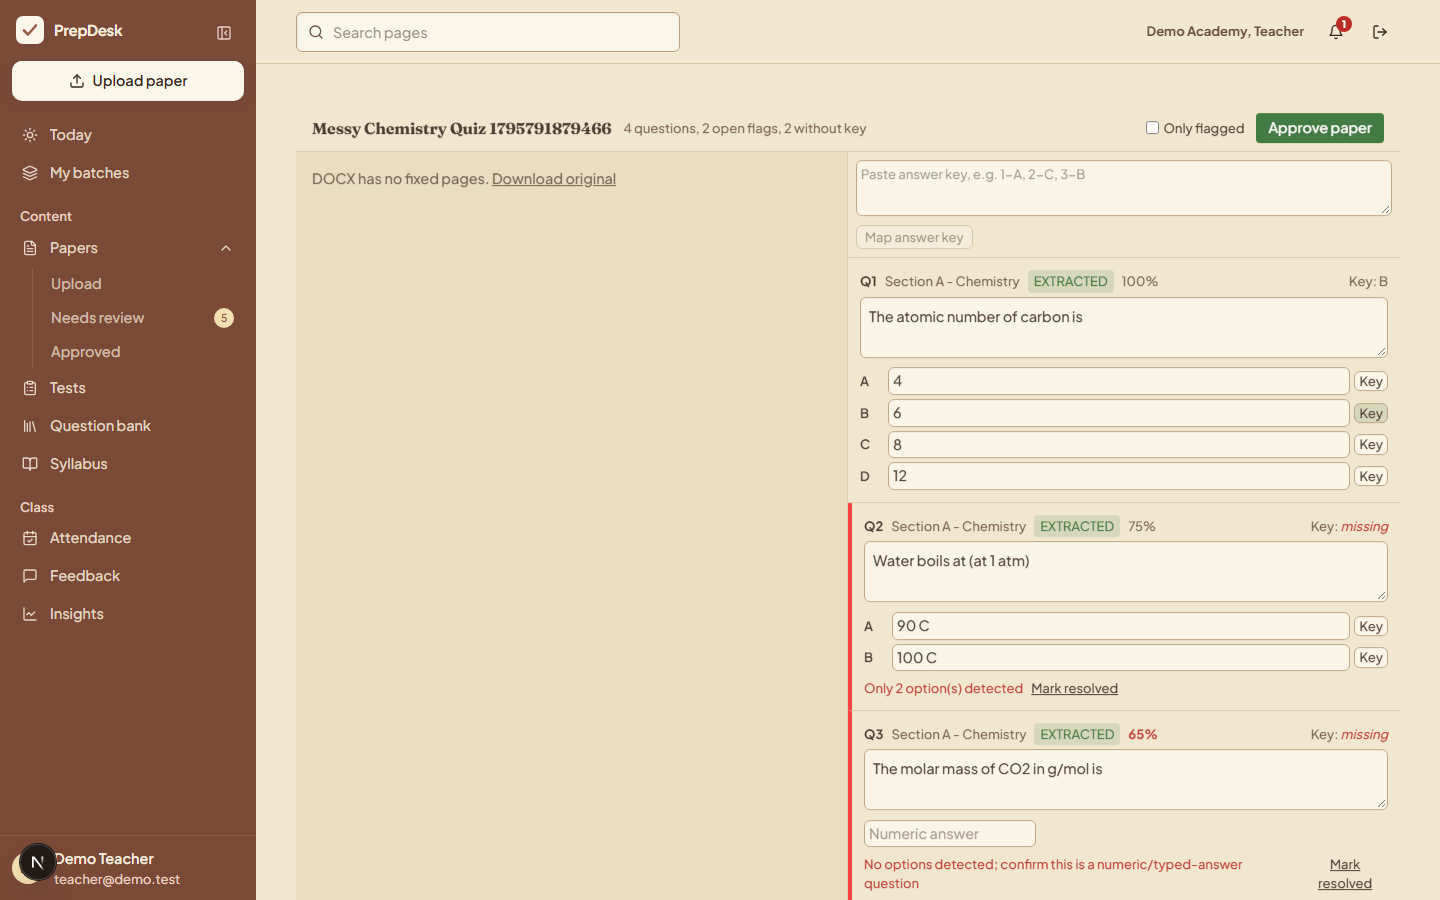 PrepDesk
Upload paper
Today
My batches
Content
Papers
Upload
Needs review 5
Approved
Tests
Question bank
Syllabus
Class
Attendance
Feedback
Insights
N
Demo Teacher
teacher@demo.test
Search pages
Demo Academy, Teacher
1
Messy Chemistry Quiz 1795791879466 4 questions, 2 open flags, 2 without key
Only flagged
Approve paper
DOCX has no fixed pages. Download original
Paste answer key, e.g. 1-A, 2-C, 3-B
Map answer key
Q1 Section A - Chemistry EXTRACTED 100% Key: B
The atomic number of carbon is
A 4 Key
B 6 Key
C 8 Key
D 12 Key
Q2 Section A - Chemistry EXTRACTED 75% Key: missing
Water boils at (at 1 atm)
A 90 C Key
B 100 C Key
Only 2 option(s) detected Mark resolved
Q3 Section A - Chemistry EXTRACTED 65% Key: missing
The molar mass of CO2 in g/mol is
Numeric answer
No options detected; confirm this is a numeric/typed-answer
question
Mark
resolved